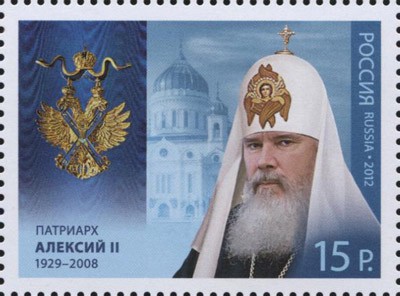 ПАТРИАРХ
АЛЕКСИЙ II
1929–2008
РОССИЯ
RUSSIA • 2012
15 Р.